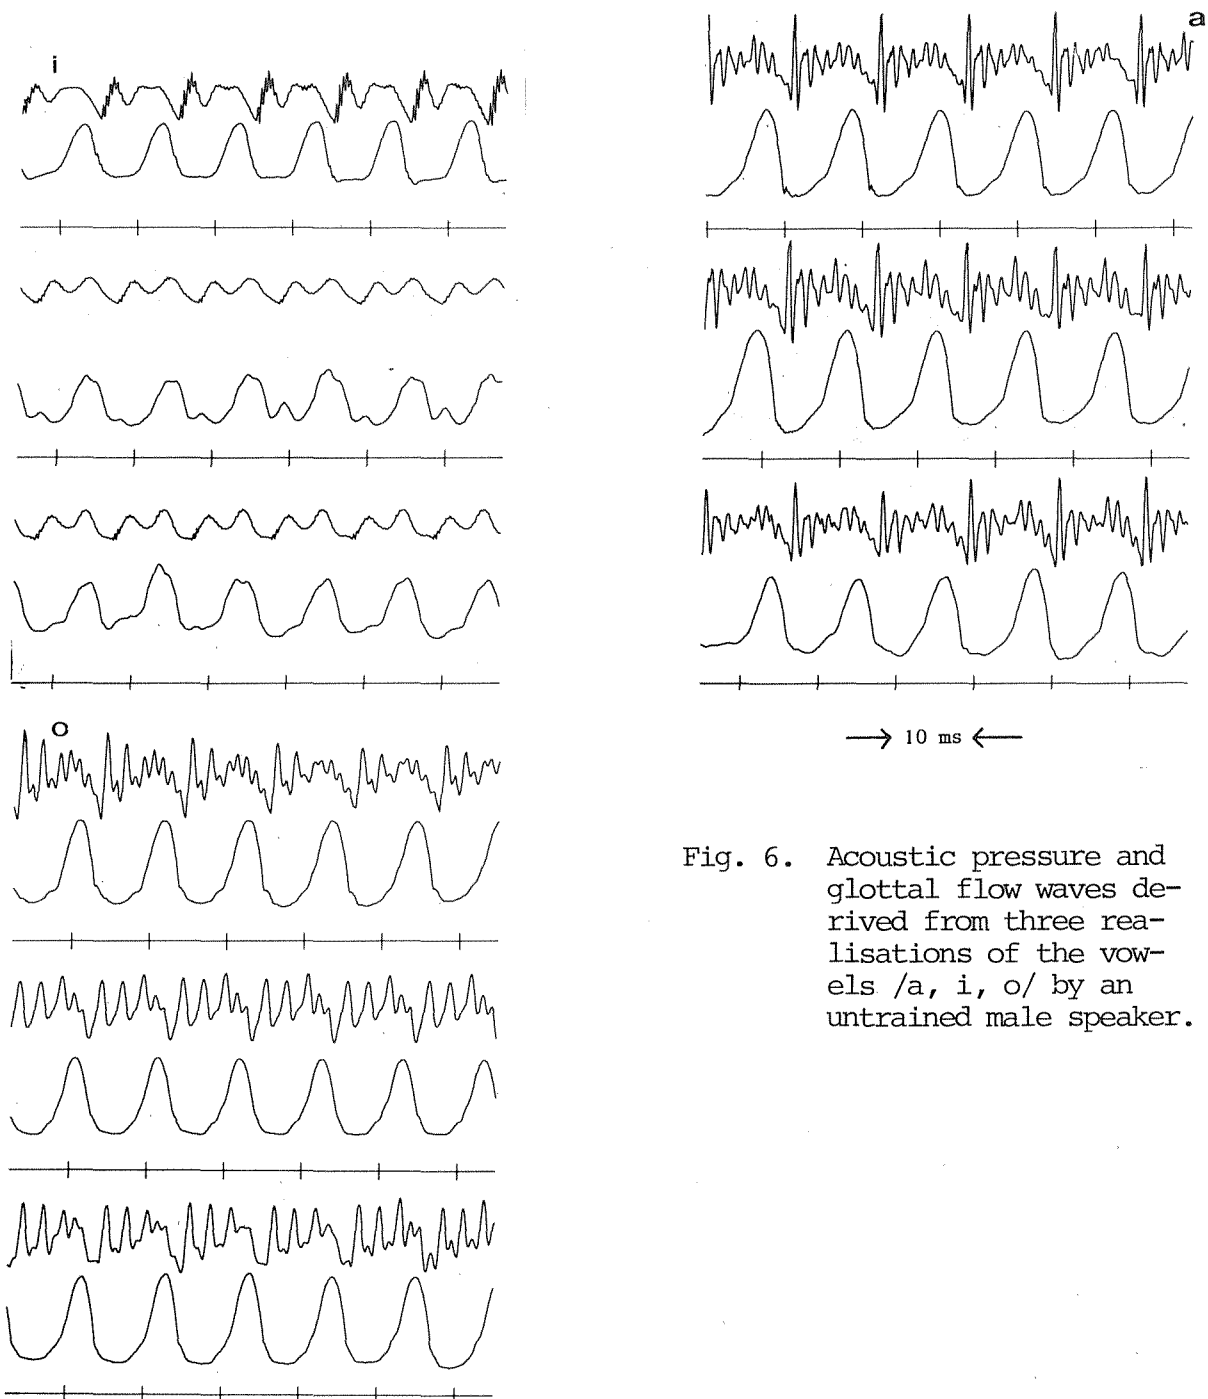 i
a
o
→ 10 ms ←
Fig. 6. Acoustic pressure and
glottal flow waves de-
rived from three rea-
lisations of the vow-
els /a, i, o/ by an
untrained male speaker.